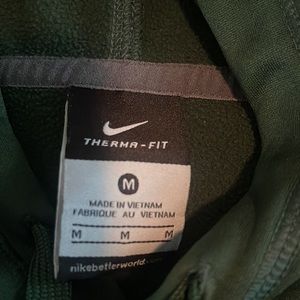 THERMA-FIT
M
MADE IN VIETNAM
FABRIQUE AU VIETNAM
M M M
nikebetterworld.com